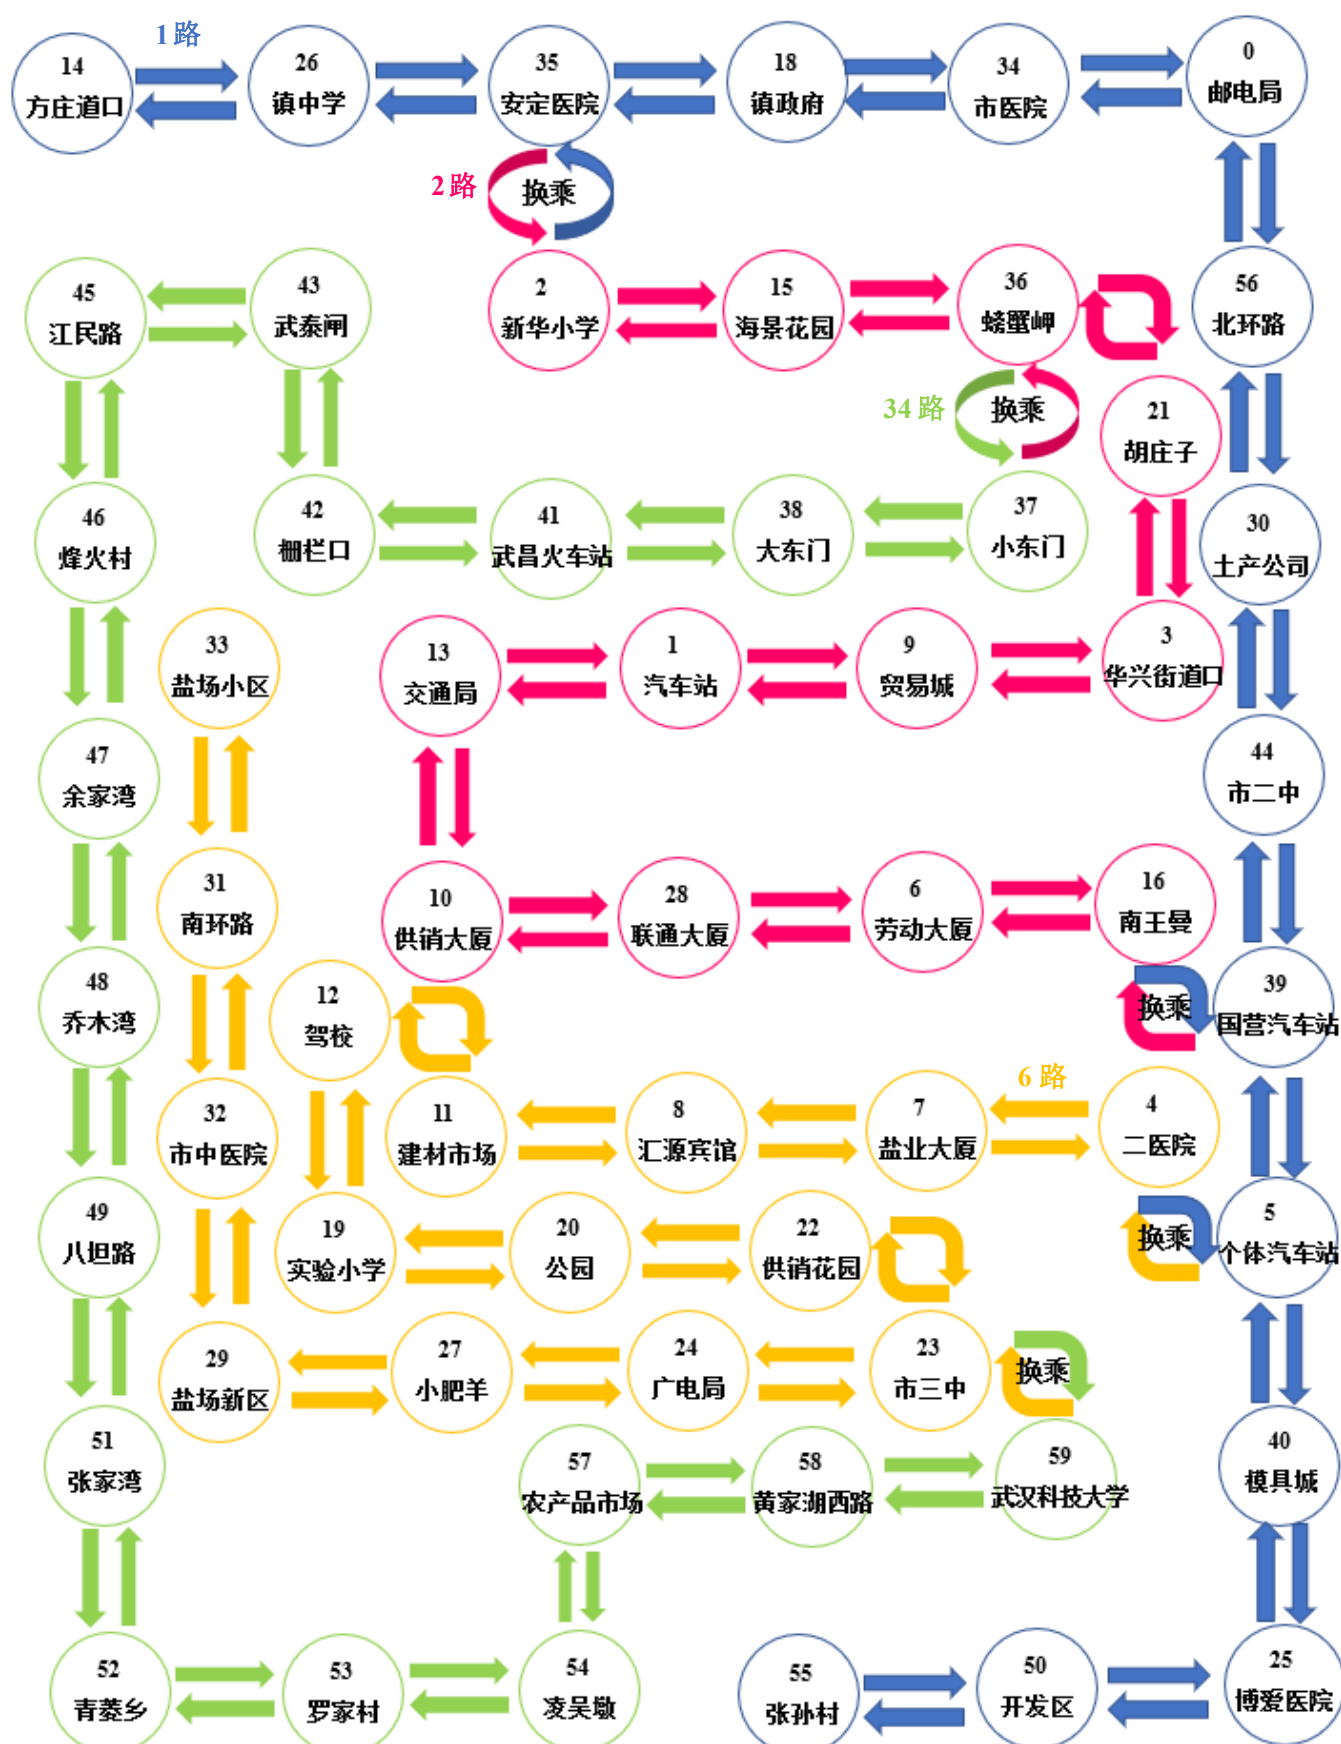 1路
14
方庄道口
26
镇中学
35
安定医院
18
镇政府
34
市医院
0
邮电局
2路
换乘
45
江民路
43
武泰闸
2
新华小学
15
海景花园
36
螃蟹岬
56
北环路
34路
换乘
21
胡庄子
46
烽火村
42
栅栏口
41
武昌火车站
38
大东门
37
小东门
30
土产公司
33
盐场小区
13
交通局
1
汽车站
9
贸易城
3
华兴街道口
47
余家湾
44
市二中
31
南环路
10
供销大厦
28
联通大厦
6
劳动大厦
16
南王曼
48
乔木湾
12
驾校
换乘
39
国营汽车站
6路
32
市中医院
11
建材市场
8
汇源宾馆
7
盐业大厦
4
二医院
49
八坦路
19
实验小学
20
公园
22
供销花园
换乘
5
个体汽车站
29
盐场新区
27
小肥羊
24
广电局
23
市三中
换乘
51
张家湾
57
农产品市场
58
黄家湖西路
59
武汉科技大学
40
模具城
52
青菱乡
53
罗家村
54
凌吴墩
55
张孙村
50
开发区
25
博爱医院